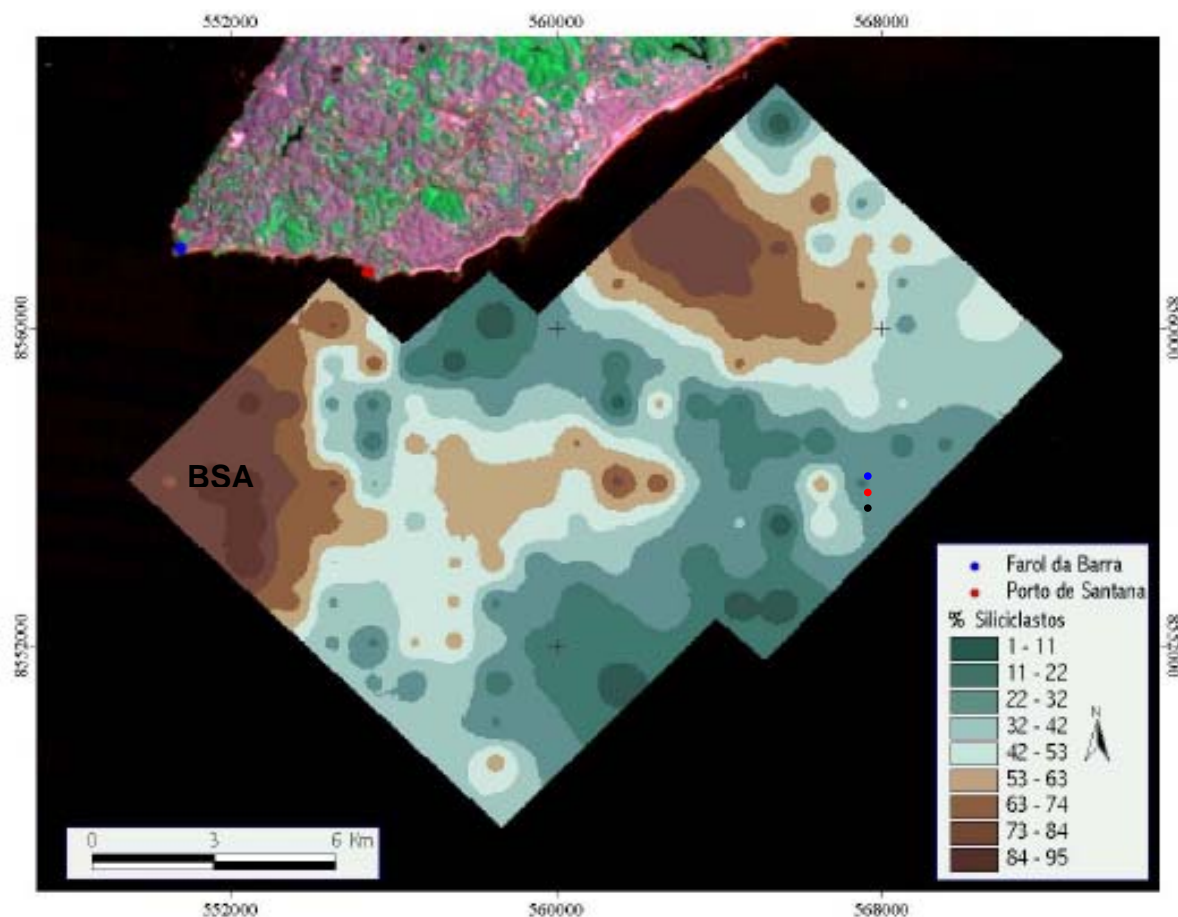 552000 560000 568000
8560000 8560000
BSA
Farol da Barra
Porto de Santana
% Siliciclastos
1 - 11
11 - 22
22 - 32
32 - 42
42 - 53
53 - 63
63 - 74
73 - 84
84 - 95
N
8552000 8552000
0 3 6 Km
552000 560000 568000